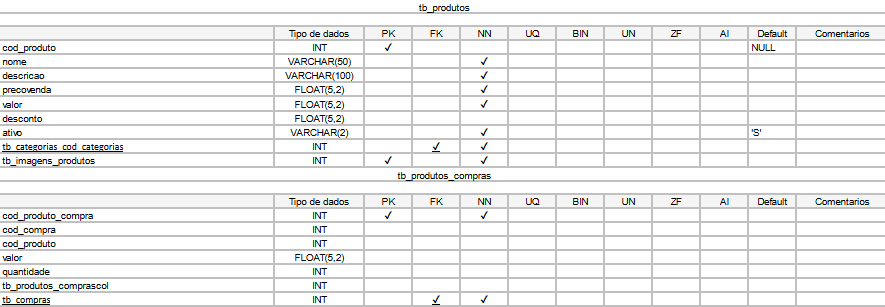 tb_produtos
Tipo de dados PK FK NN UQ BIN UN ZF AI Default Comentarios
cod_produto INT ✓ NULL
nome VARCHAR(50) ✓
descricao VARCHAR(100) ✓
precovenda FLOAT(5,2) ✓
valor FLOAT(5,2) ✓
desconto FLOAT(5,2)
ativo VARCHAR(2) ✓ 'S'
tb_categorias_cod_categorias INT ✓ ✓
tb_imagens_produtos INT ✓ ✓
tb_produtos_compras
Tipo de dados PK FK NN UQ BIN UN ZF AI Default Comentarios
cod_produto_compra INT ✓ ✓
cod_compra INT
cod_produto INT
valor FLOAT(5,2)
quantidade INT
tb_produtos_comprascol INT
tb_compras INT ✓ ✓